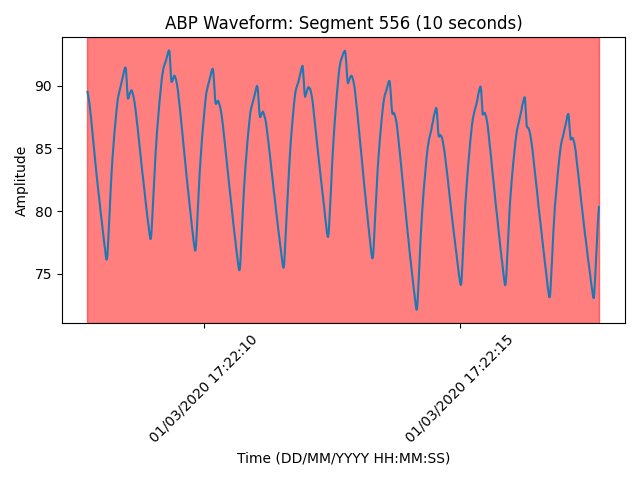 ABP Waveform: Segment 556 (10 seconds)
Amplitude
90
85
80
75
01/03/2020 17:22:10
01/03/2020 17:22:15
Time (DD/MM/YYYY HH:MM:SS)